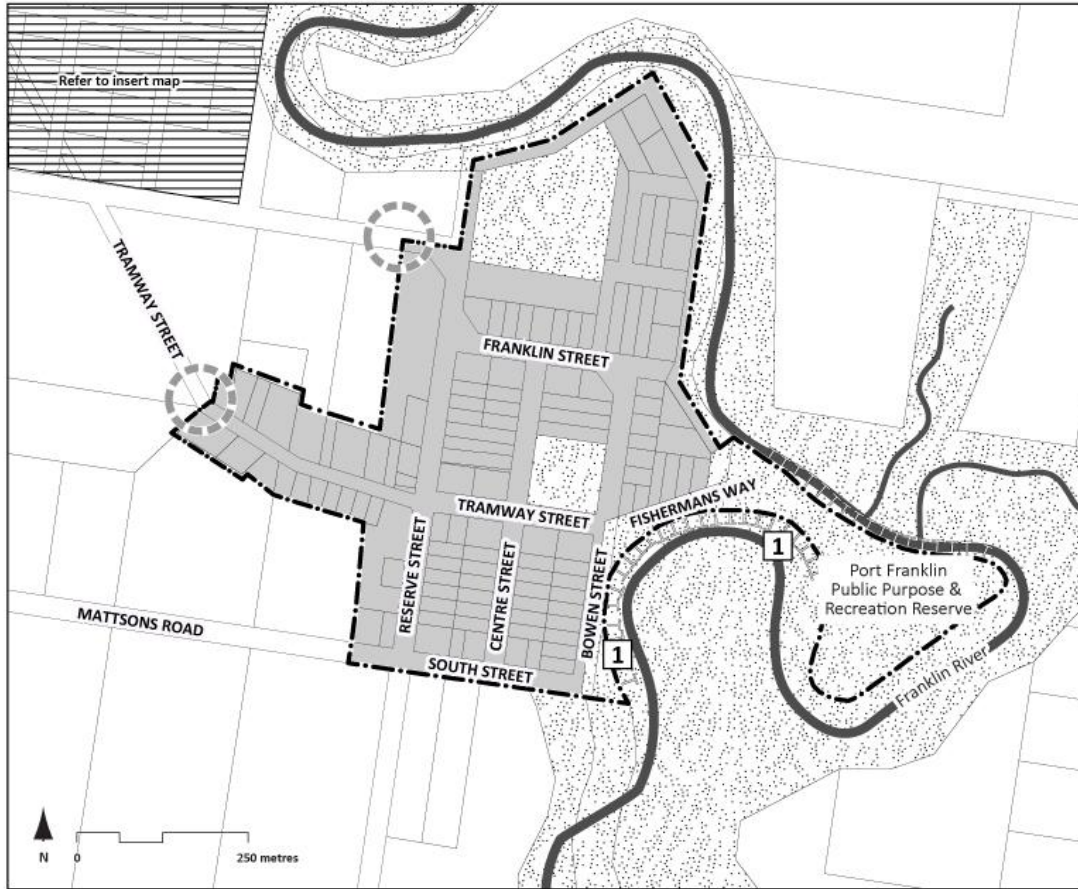 Refer to insert map
TRAMWAY STREET
FRANKLIN STREET
FISHERMANS WAY
TRAMWAY STREET
1
Port Franklin
Public Purpose &
Recreation Reserve
RESERVE STREET
CENTRE STREET
BOWEN STREET
MATTSONS ROAD
1
SOUTH STREET
Franklin River
N
0
250 metres